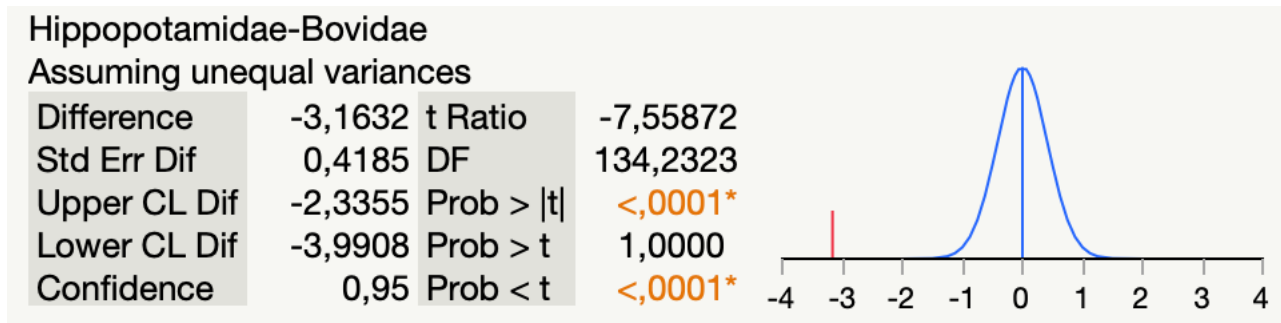 Hippopotamidae-Bovidae
Assuming unequal variances
Difference -3,1632 t Ratio -7,55872
Std Err Dif 0,4185 DF 134,2323
Upper CL Dif -2,3355 Prob > |t| <,0001*
Lower CL Dif -3,9908 Prob > t 1,0000
Confidence 0,95 Prob < t <,0001*
-4 -3 -2 -1 0 1 2 3 4